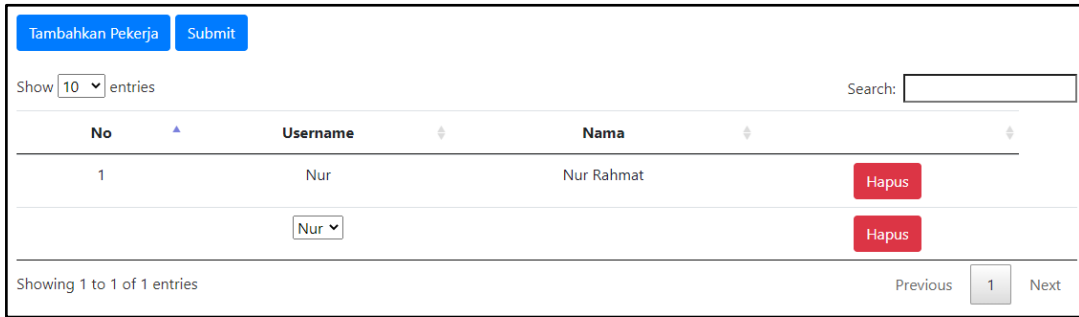 Tambahkan Pekerja Submit
Show 10 entries Search:
No Username Nama
1 Nur Nur Rahmat Hapus
Nur Hapus
Showing 1 to 1 of 1 entries Previous 1 Next